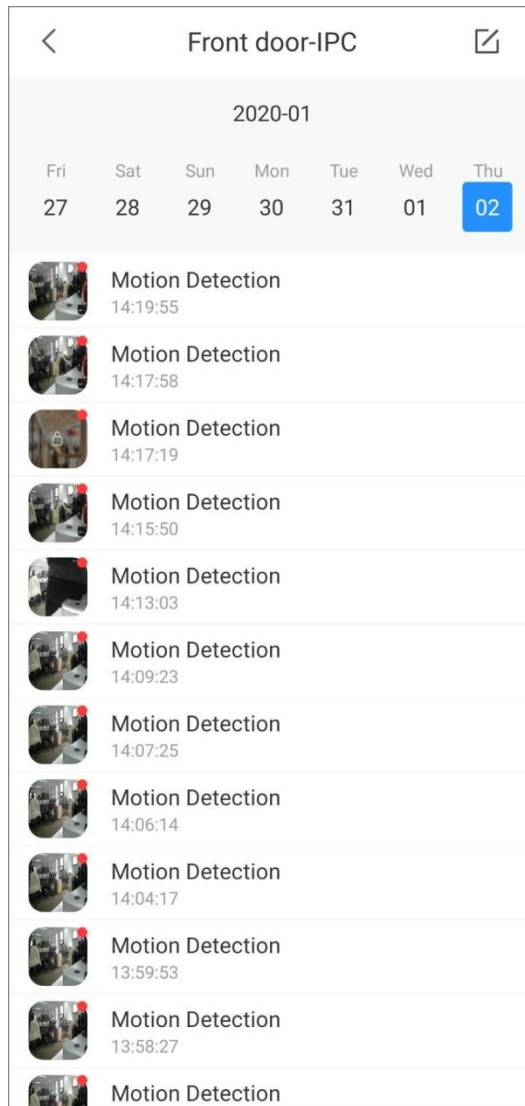 Front door-IPC
2020-01
Fri Sat Sun Mon Tue Wed Thu
27 28 29 30 31 01 02
Motion Detection
14:19:55
Motion Detection
14:17:58
Motion Detection
14:17:19
Motion Detection
14:15:50
Motion Detection
14:13:03
Motion Detection
14:09:23
Motion Detection
14:07:25
Motion Detection
14:06:14
Motion Detection
14:04:17
Motion Detection
13:59:53
Motion Detection
13:58:27
Motion Detection